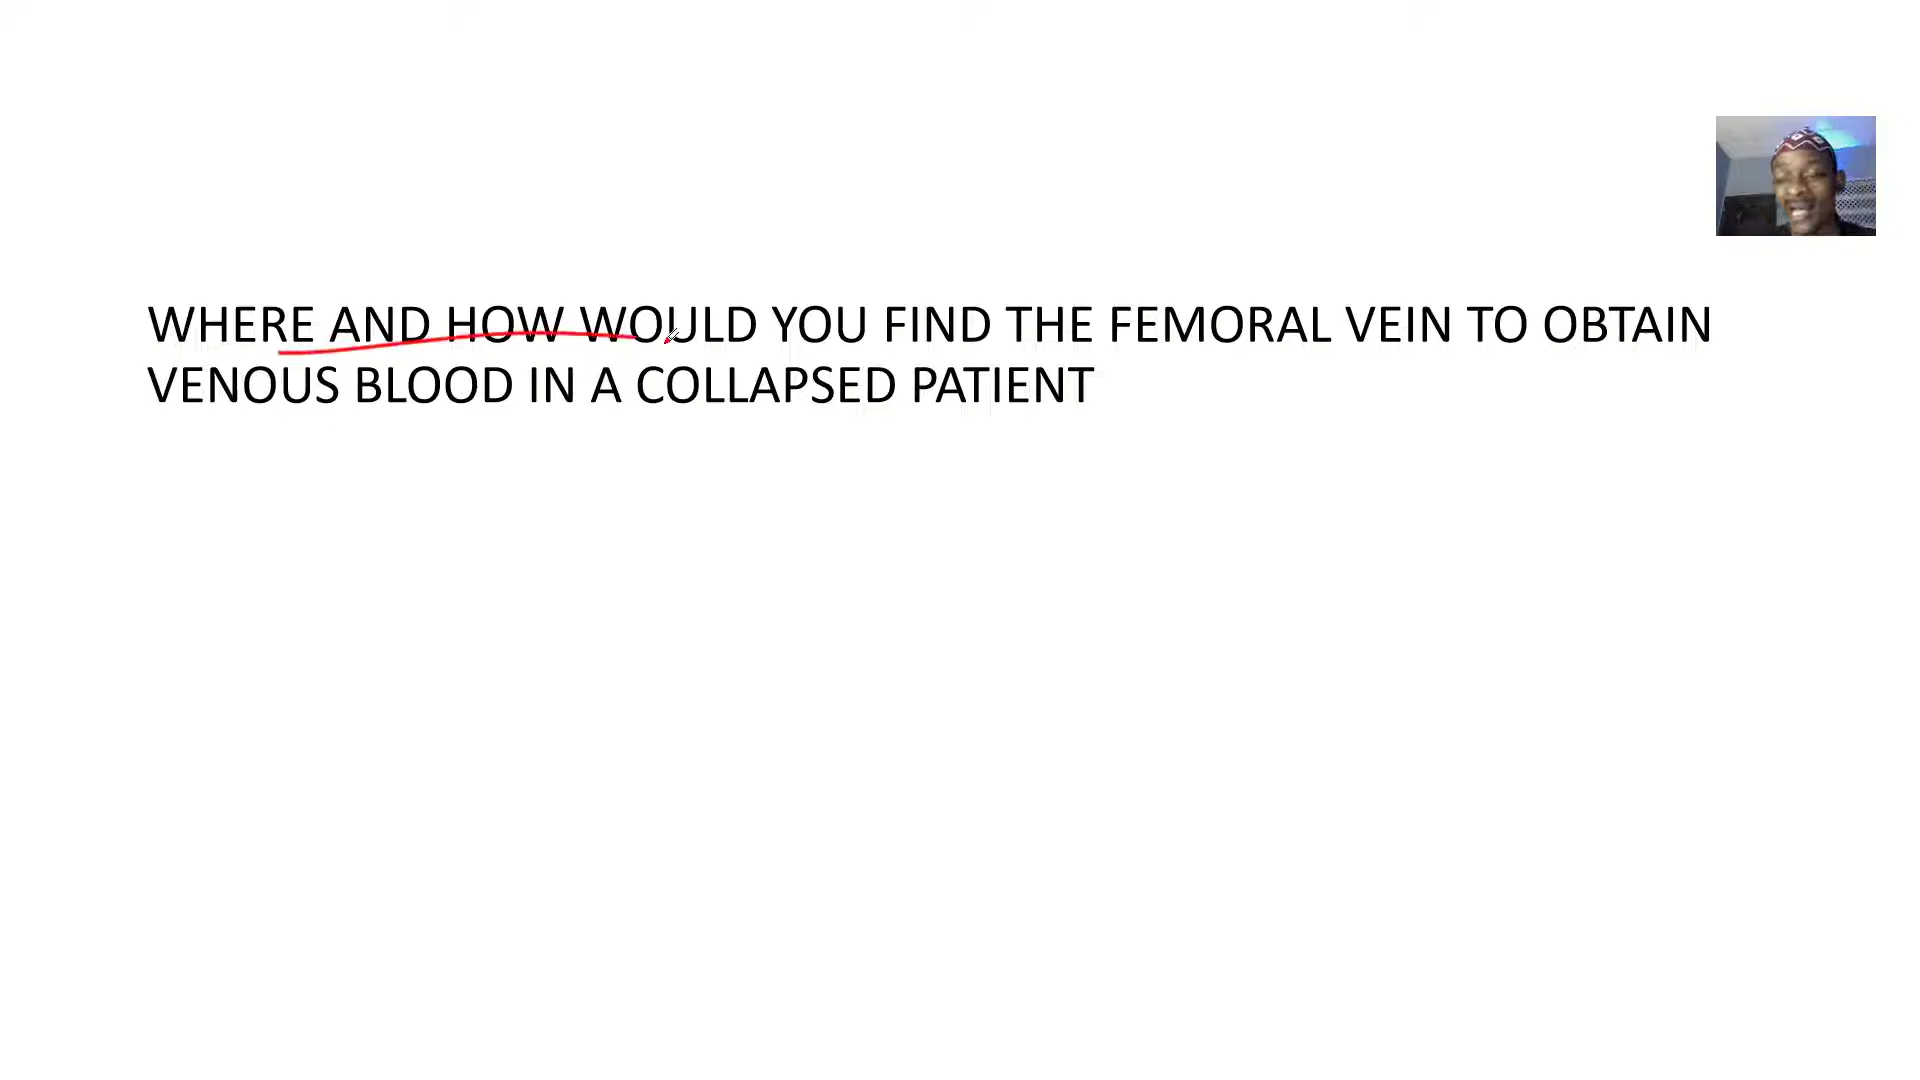 WHERE AND HOW WOULD YOU FIND THE FEMORAL VEIN TO OBTAIN
VENOUS BLOOD IN A COLLAPSED PATIENT